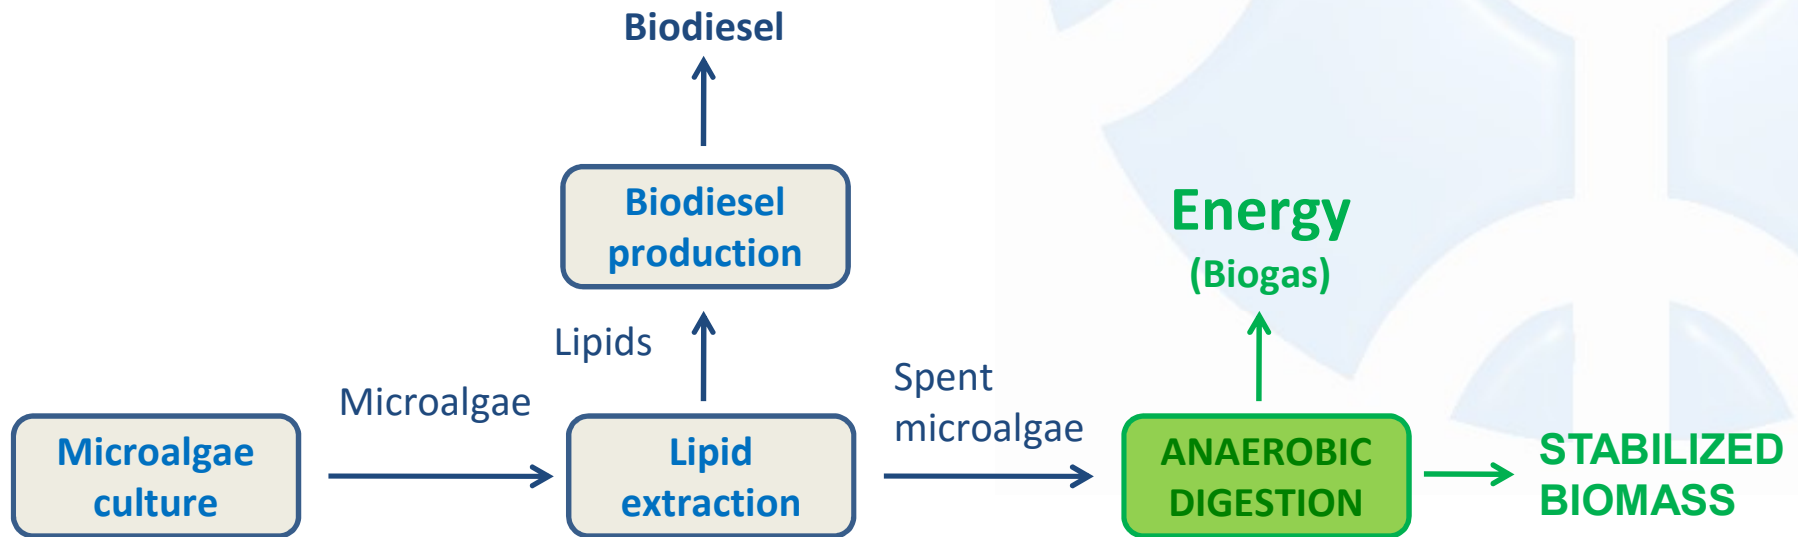 Biodiesel
Biodiesel
production
Energy
(Biogas)
Lipids
Microalgae
Spent
microalgae
Microalgae
culture
Lipid
extraction
ANAEROBIC
DIGESTION
STABILIZED
BIOMASS